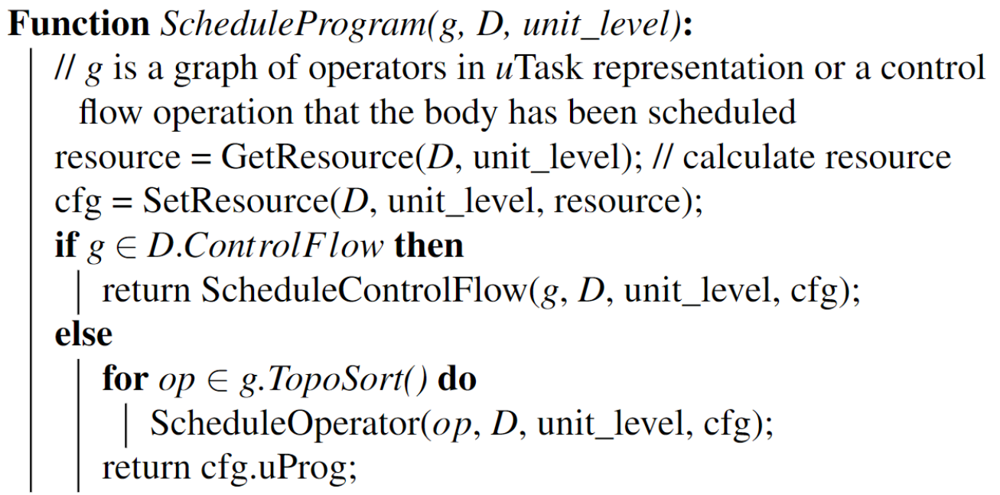 Function ScheduleProgram(g, D, unit_level):
// g is a graph of operators in uTask representation or a control
flow operation that the body has been scheduled
resource = GetResource(D, unit_level); // calculate resource
cfg = SetResource(D, unit_level, resource);
if g ∈ D.ControlFlow then
return ScheduleControlFlow(g, D, unit_level, cfg);
else
for op ∈ g.TopoSort() do
ScheduleOperator(op, D, unit_level, cfg);
return cfg.uProg;